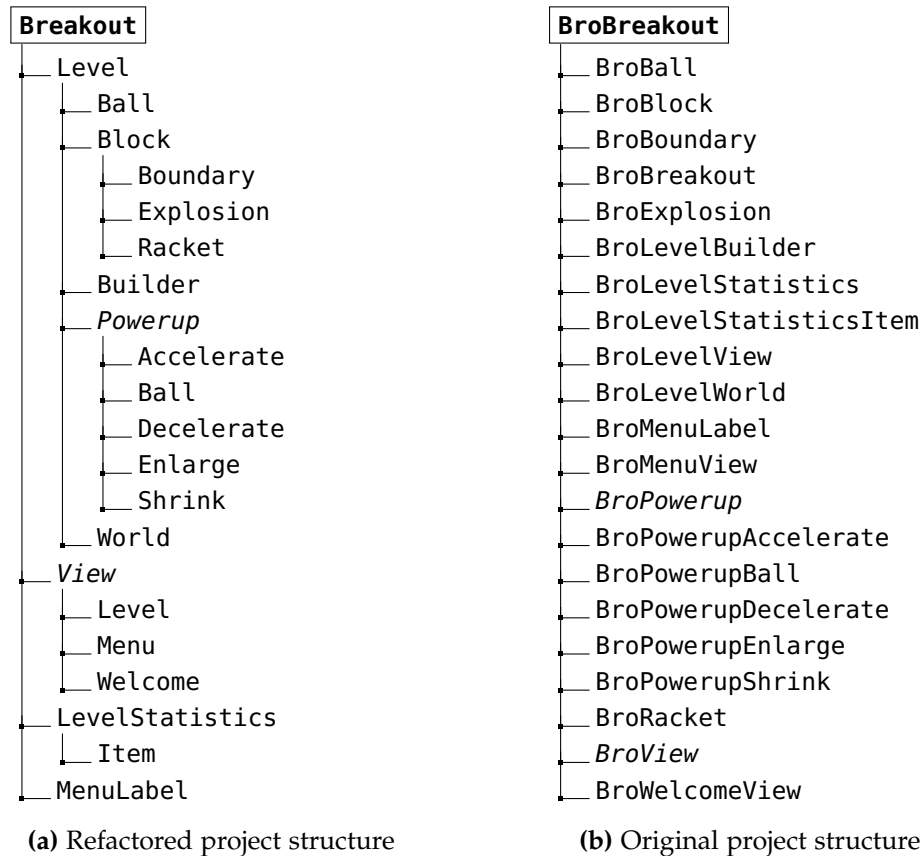 Breakout
Level
Ball
Block
Boundary
Explosion
Racket
Builder
Powerup
Accelerate
Ball
Decelerate
Enlarge
Shrink
World
View
Level
Menu
Welcome
LevelStatistics
Item
MenuLabel
(a) Refactored project structure
BroBreakout
BroBall
BroBlock
BroBoundary
BroBreakout
BroExplosion
BroLevelBuilder
BroLevelStatistics
BroLevelStatisticsItem
BroLevelView
BroLevelWorld
BroMenuLabel
BroMenuView
BroPowerup
BroPowerupAccelerate
BroPowerupBall
BroPowerupDecelerate
BroPowerupEnlarge
BroPowerupShrink
BroRacket
BroView
BroWelcomeView
(b) Original project structure